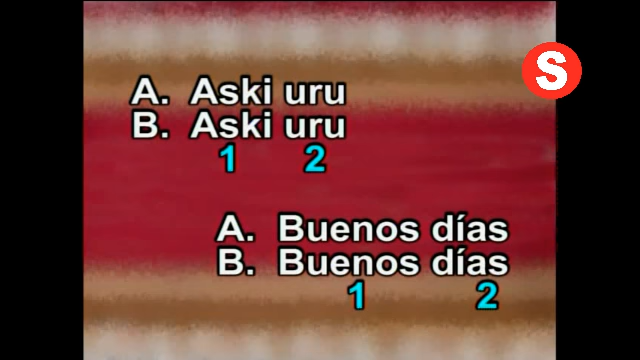 S
A. Aski uru
B. Aski uru
1 2
A. Buenos días
B. Buenos días
1 2